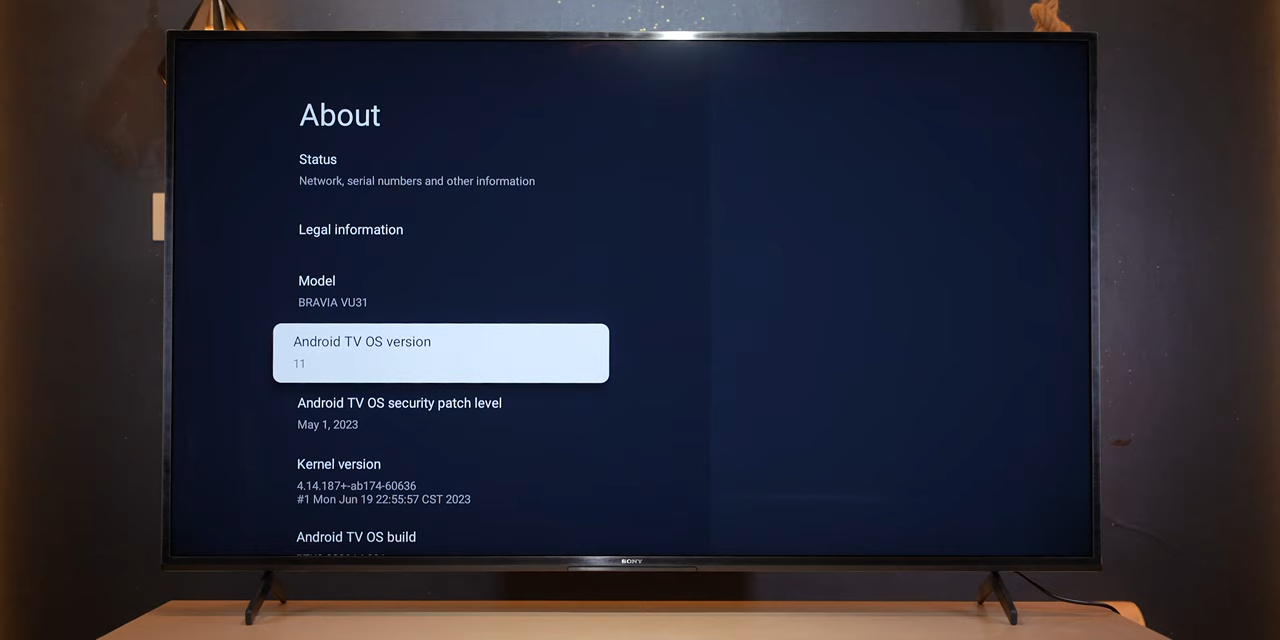 About
Status
Network, serial numbers and other information
Legal information
Model
BRAVIA VU31
Android TV OS version
11
Android TV OS security patch level
May 1, 2023
Kernel version
4.14.187+-ab174-60636
#1 Mon Jun 19 22:55:57 CST 2023
Android TV OS build
SONY